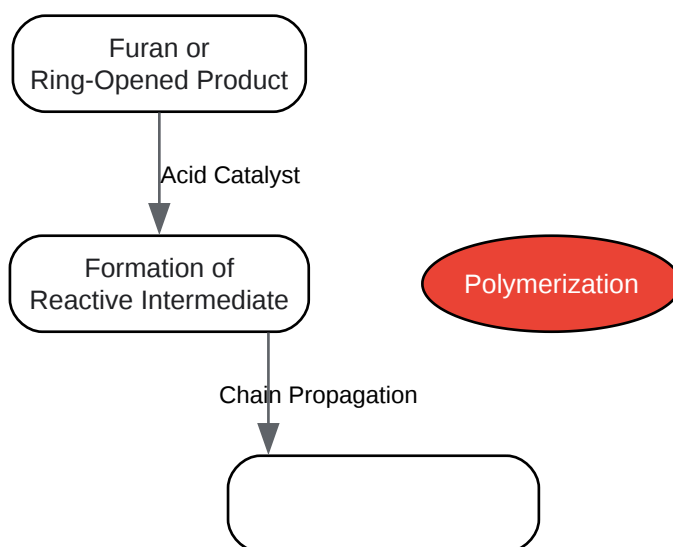 Furan or
Ring-Opened Product
Acid Catalyst
Formation of
Reactive Intermediate
Polymerization
Chain Propagation